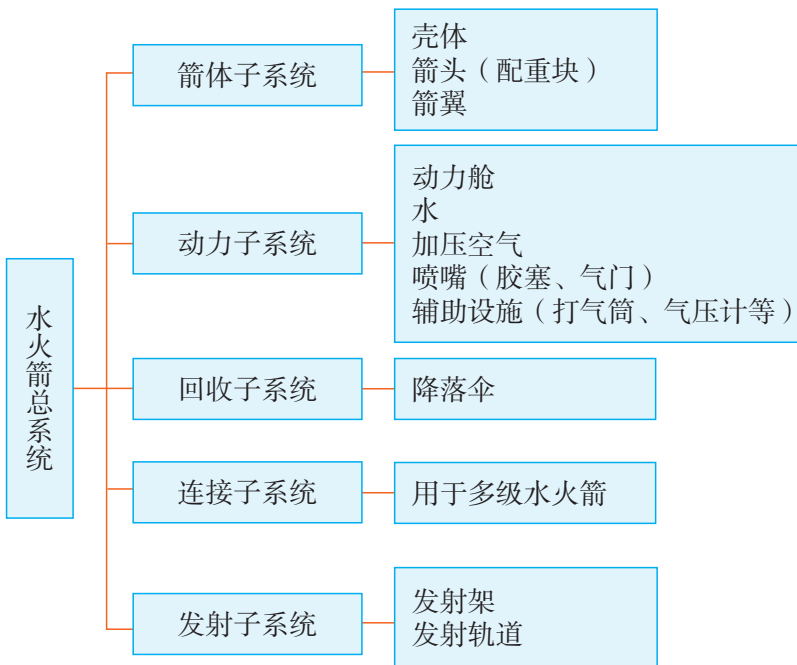 水火箭总系统
箭体子系统
壳体
箭头（配重块）
箭翼
动力子系统
动力舱
水
加压空气
喷嘴（胶塞、气门）
辅助设施（打气筒、气压计等）
回收子系统
降落伞
连接子系统
用于多级水火箭
发射子系统
发射架
发射轨道